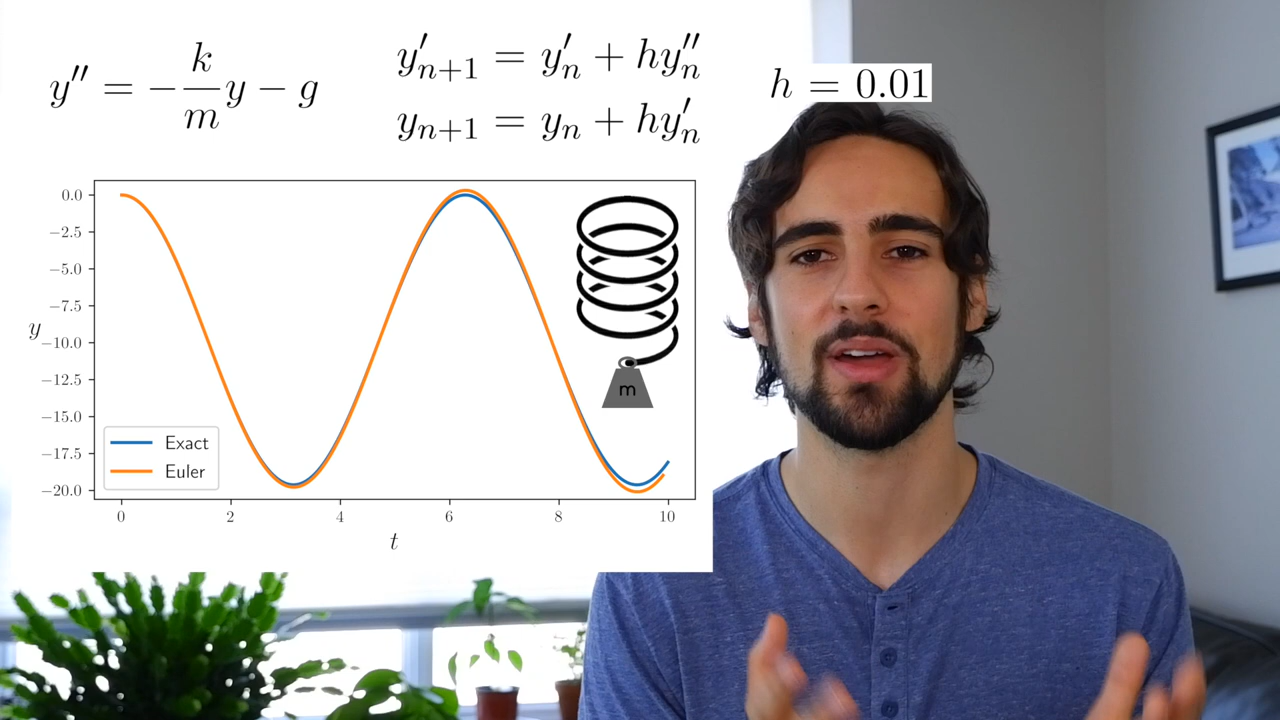 y'' = -\frac{k}{m}y - g
y'_{n+1} = y'_n + hy''_n
y_{n+1} = y_n + hy'_n
h = 0.01
0.0
−2.5
−5.0
−7.5
−10.0
−12.5
−15.0
−17.5
−20.0
y
m
Exact
Euler
0 2 4 6 8 10
t